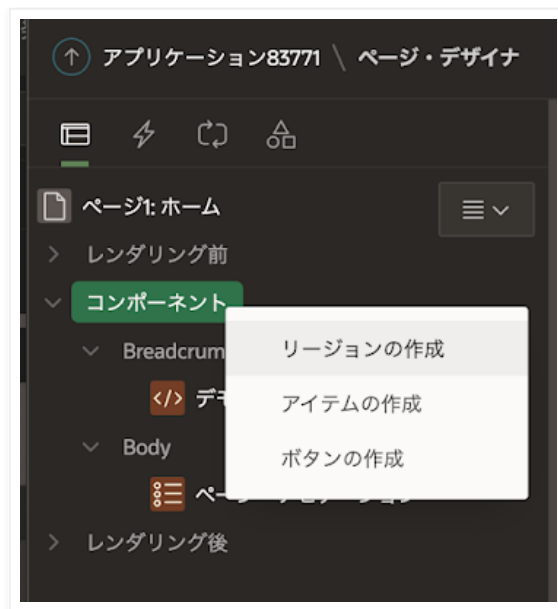 アプリケーション83771 \ ページ・デザイナ
ページ1: ホーム
レンダリング前
コンポーネント
リージョンの作成
Breadcrum
アイテムの作成
デモ
Body
ボタンの作成
レンダリング後